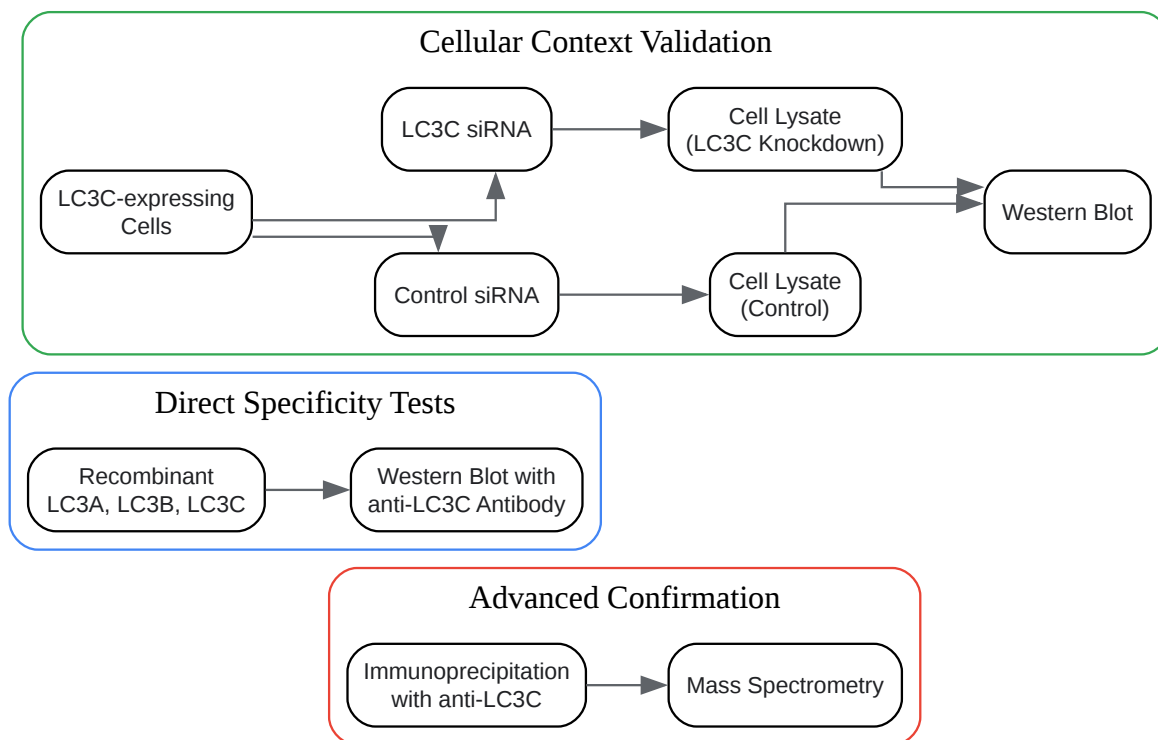 Cellular Context Validation
LC3C siRNA
Cell Lysate
(LC3C Knockdown)
LC3C-expressing
Cells
Western Blot
Control siRNA
Cell Lysate
(Control)
Direct Specificity Tests
Recombinant
LC3A, LC3B, LC3C
Western Blot with
anti-LC3C Antibody
Advanced Confirmation
Immunoprecipitation
with anti-LC3C
Mass Spectrometry